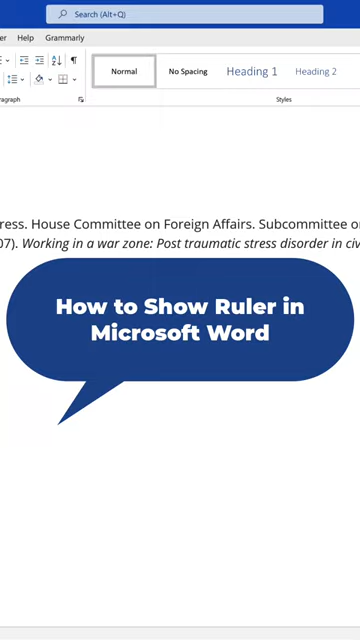 Search (Alt+Q)
er Help Grammarly
Normal
No Spacing
Heading 1
Heading 2
ragraph
Styles
ress. House Committee on Foreign Affairs. Subcommittee o
07). Working in a war zone: Post traumatic stress disorder in civ
How to Show Ruler in
Microsoft Word